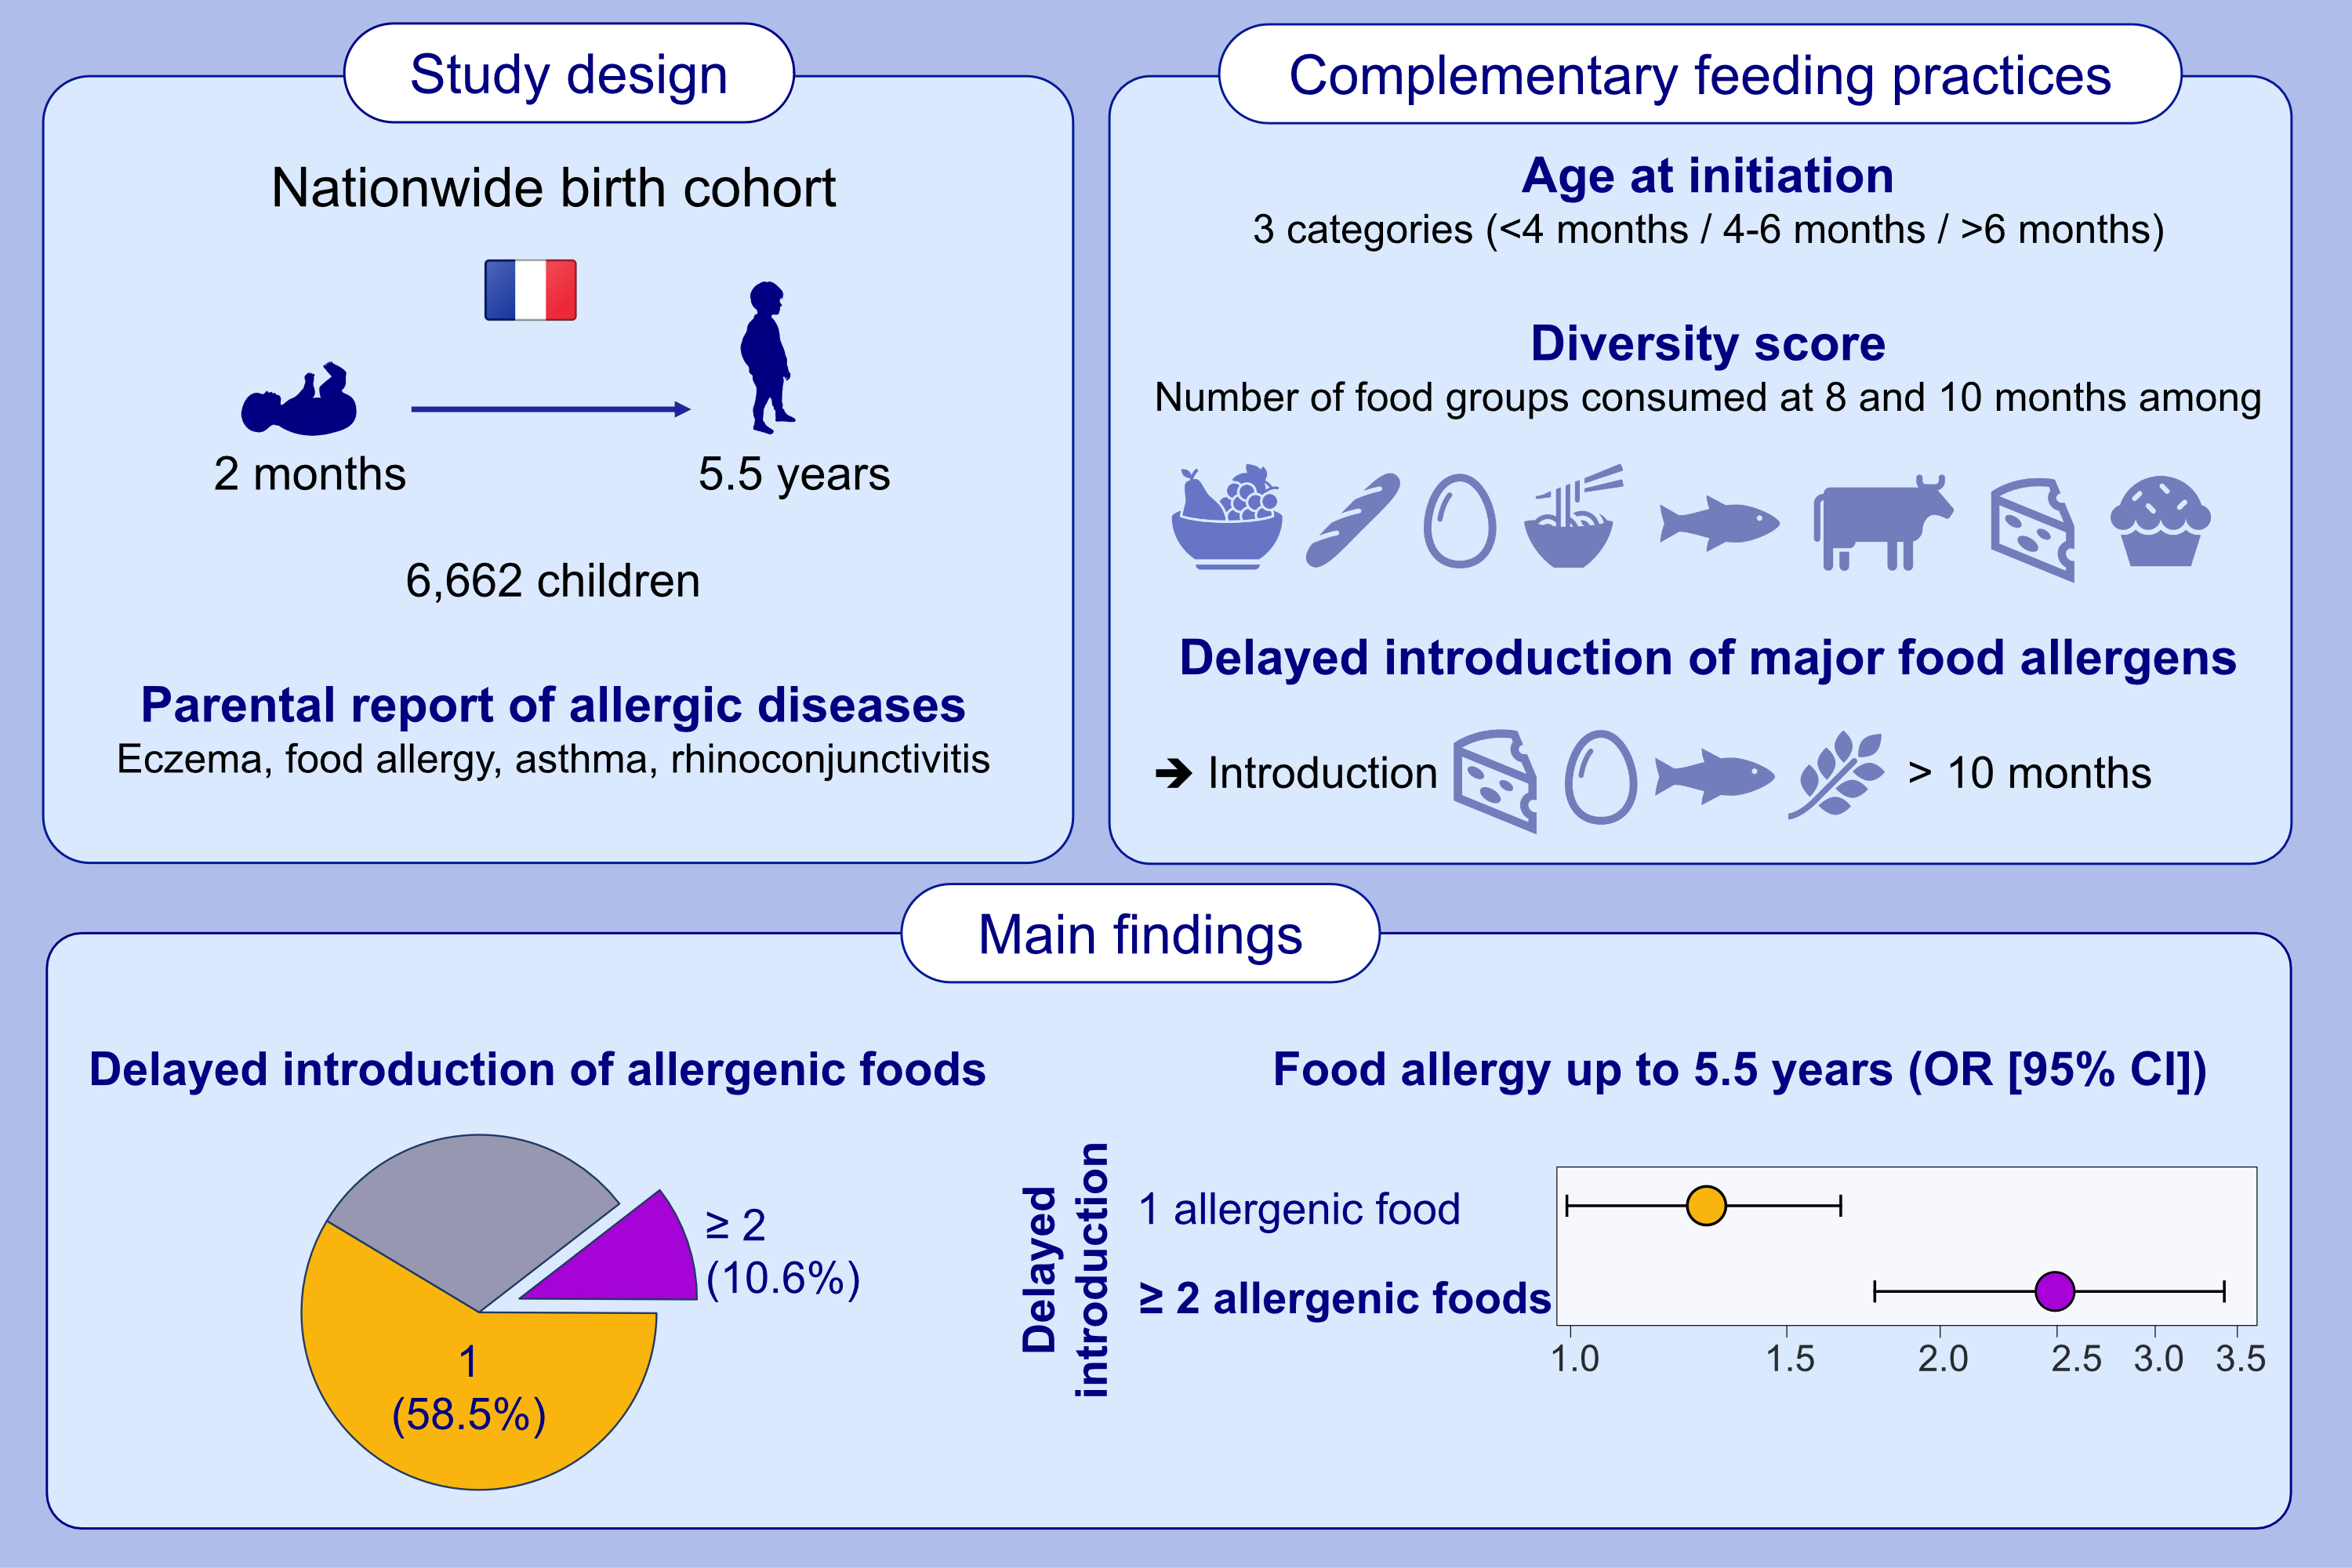 Study design
Nationwide birth cohort
2 months
5.5 years
6,662 children
Parental report of allergic diseases
Eczema, food allergy, asthma, rhinoconjunctivitis
Complementary feeding practices
Age at initiation
3 categories (<4 months / 4-6 months / >6 months)
Diversity score
Number of food groups consumed at 8 and 10 months among
Delayed introduction of major food allergens
➔ Introduction > 10 months
Main findings
Delayed introduction of allergenic foods
≥ 2
(10.6%)
1
(58.5%)
Food allergy up to 5.5 years (OR [95% CI])
Delayed
introduction
1 allergenic food
≥ 2 allergenic foods
1.0 1.5 2.0 2.5 3.0 3.5